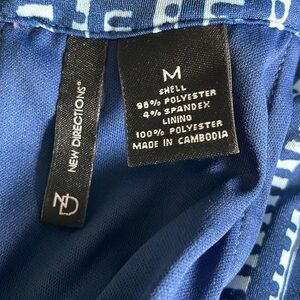 NEW DIRECTIONS®
ND
M
SHELL
96% POLYESTER
4% SPANDEX
LINING
100% POLYESTER
MADE IN CAMBODIA